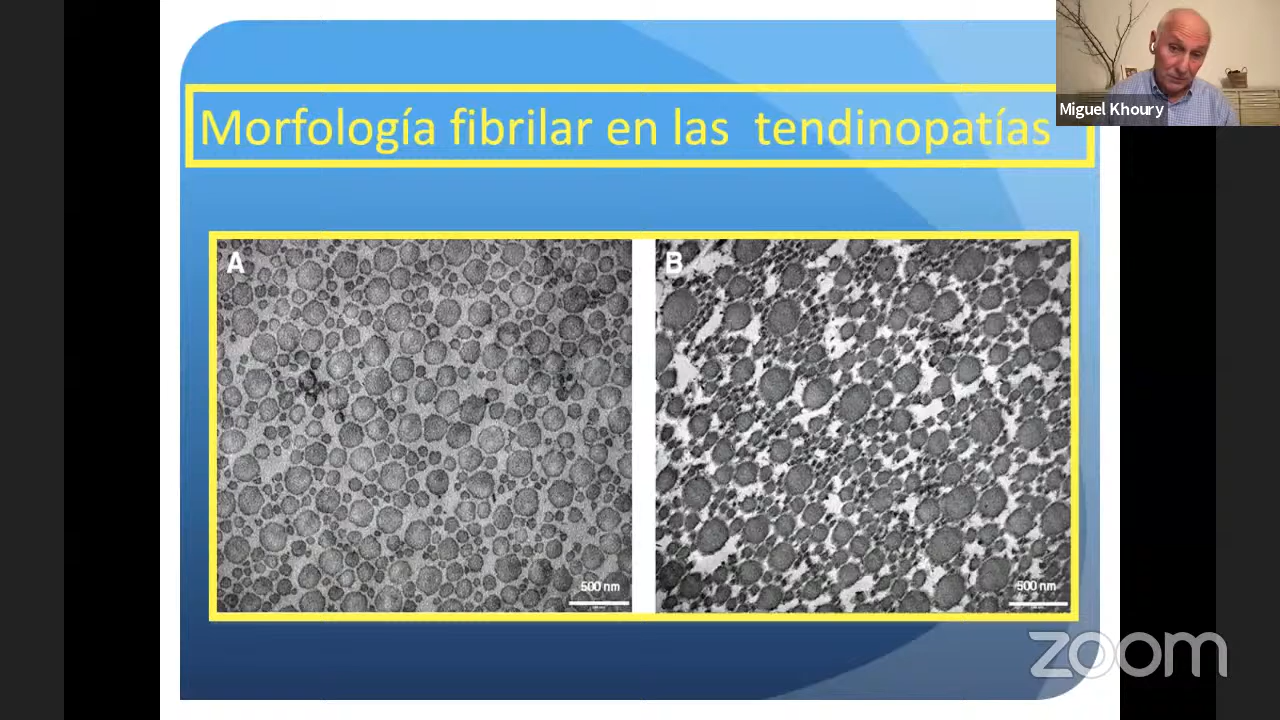 Miguel Khoury
Morfología fibrilar en las tendinopatías
A
B
500 nm
500 nm
zoom